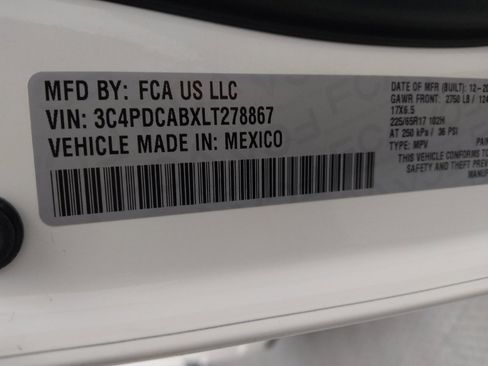 MFD BY: FCA US LLC
VIN: 3C4PDCABXLT278867
VEHICLE MADE IN: MEXICO
DATE OF MFR (BUILT): 12-20
GAWR FRONT: 2750 LB / 124
17X6.5
225/65R17 102H
AT 250 kPa / 36 PSI
TYPE: MPV
THIS VEHICLE CONFORMS TO
SAFETY AND THEFT PREV
MANUF